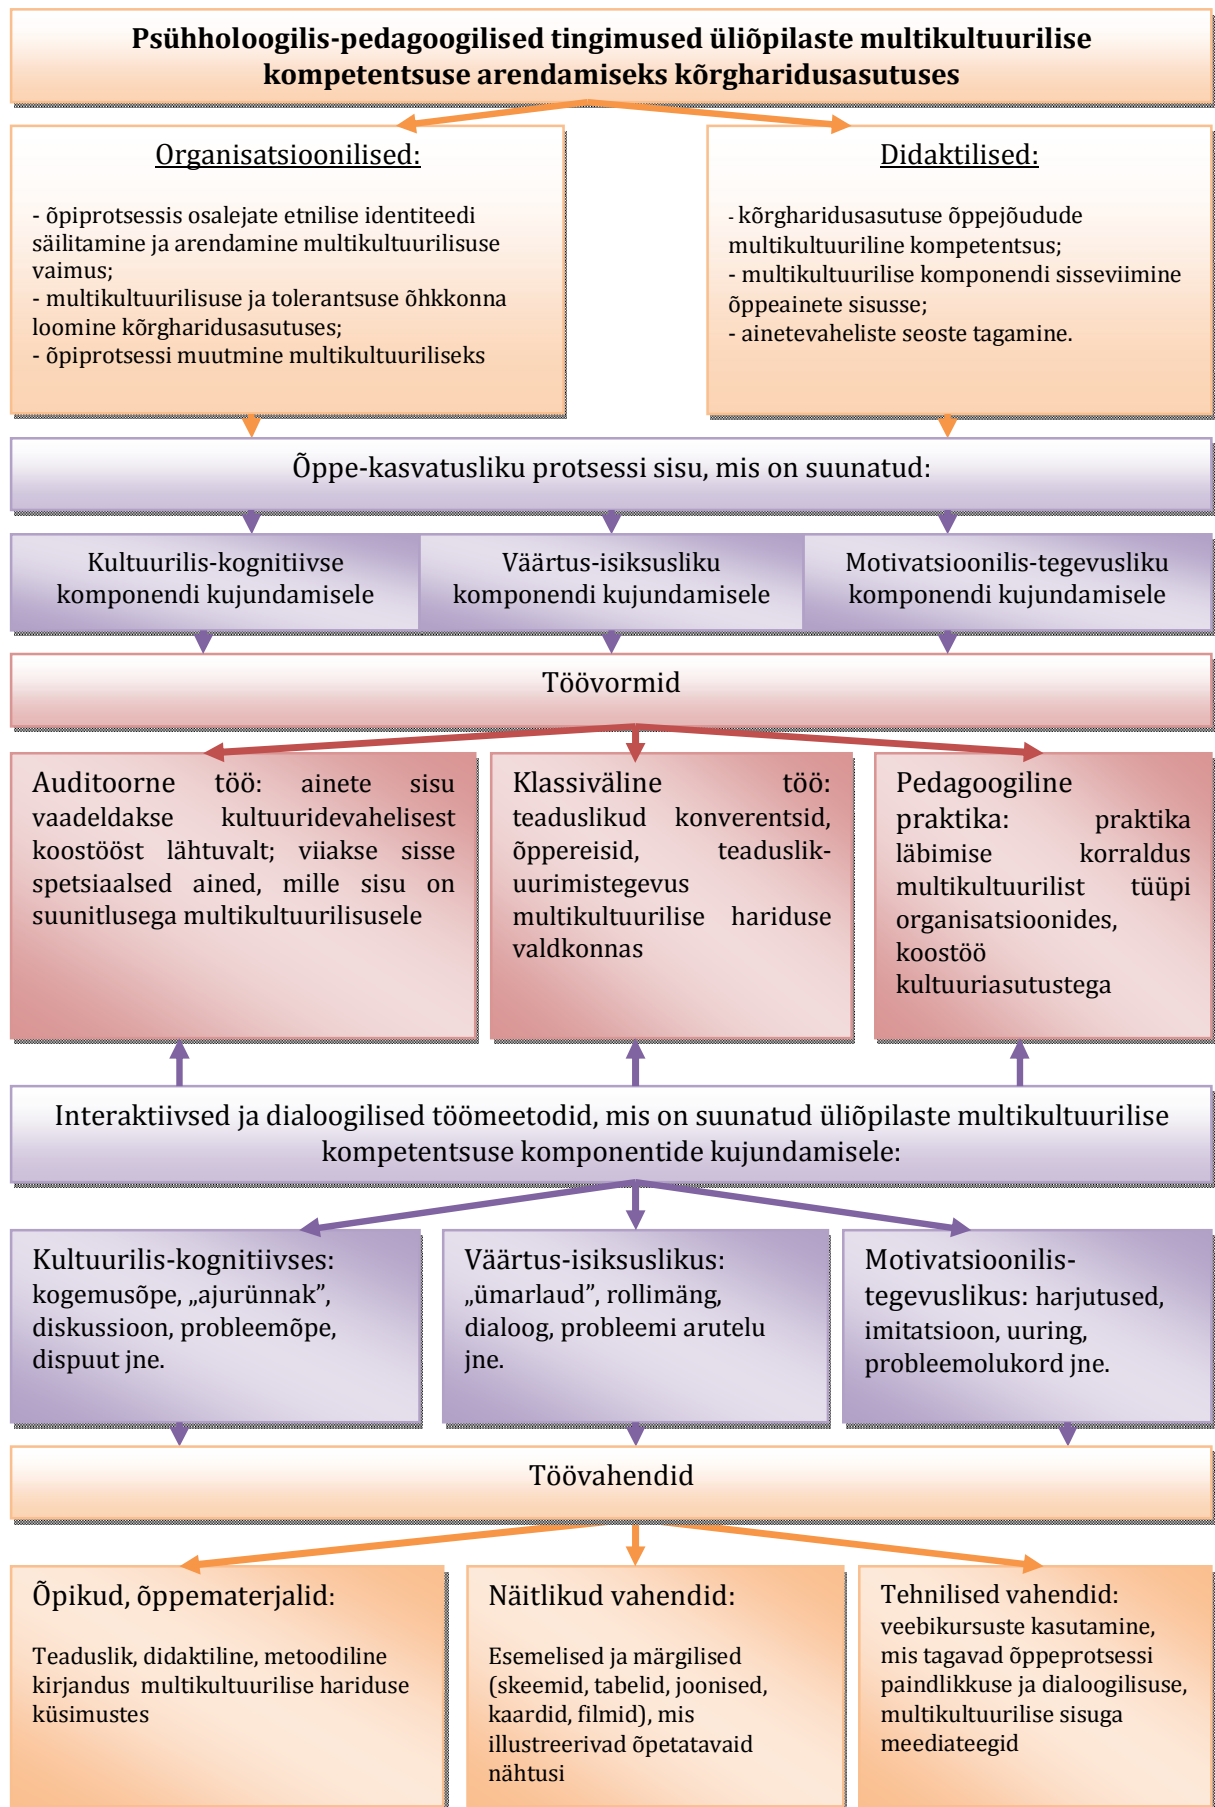 Psühholoogilis-pedagoogilised tingimused üliõpilaste multikultuurilise
kompetentsuse arendamiseks kõrgharidusasutuses
Organisatsioonilised:
- õpiprotsessis osalejate etnilise identiteedi
säilitamine ja arendamine multikultuurilisuse
vaimus;
- multikultuurilisuse ja tolerantsuse õhkkonna
loomine kõrgharidusasutuses;
- õpiprotsessi muutmine multikultuuriliseks
Didaktilised:
- kõrgharidusasutuse õppejõudude
multikultuuriline kompetentsus;
- multikultuurilise komponendi sisseviimine
õppeainete sisusse;
- ainetevaheliste seoste tagamine.
Õppe-kasvatusliku protsessi sisu, mis on suunatud:
Kultuurilis-kognitiivse
komponendi kujundamisele
Väärtus-isiksusliku
komponendi kujundamisele
Motivatsioonilis-tegevusliku
komponendi kujundamisele
Töövormid
Auditoorne töö: ainete sisu
vaadeldakse kultuuridevahelisest
koostööst lähtuvalt; viiakse sisse
spetsiaalsed ained, mille sisu on
suunitlusega multikultuurilisusele
Klassiväline töö:
teaduslikud konverentsid,
õppereisid, teaduslik-
uurimistegevus
multikultuurilise hariduse
valdkonnas
Pedagoogiline
praktika: praktika
läbimise korraldus
multikultuurilist tüüpi
organisatsioonides,
koostöö
kultuuriasutustega
Interaktiivsed ja dialoogilised töömeetodid, mis on suunatud üliõpilaste multikultuurilise
kompetentsuse komponentide kujundamisele:
Kultuurilis-kognitiivses:
kogemusõpe, „ajurünnak”,
diskussioon, probleemõpe,
dispuut jne.
Väärtus-isiksuslikus:
„ümarlaud”, rollimäng,
dialoog, probleemi arutelu
jne.
Motivatsioonilis-
tegevuslikus: harjutused,
imitatsioon, uuring,
probleemolukord jne.
Töövahendid
Õpikud, õppematerjalid:
Teaduslik, didaktiline, metoodiline
kirjandus multikultuurilise hariduse
küsimustes
Näitlikud vahendid:
Esemelised ja märgilised
(skeemid, tabelid, joonised,
kaardid, filmid), mis
illustreerivad õpetatavaid
nähtusi
Tehnilised vahendid:
veebikursuste kasutamine,
mis tagavad õppeprotsessi
paindlikkuse ja dialoogilisuse,
multikultuurilise sisuga
meediateegid